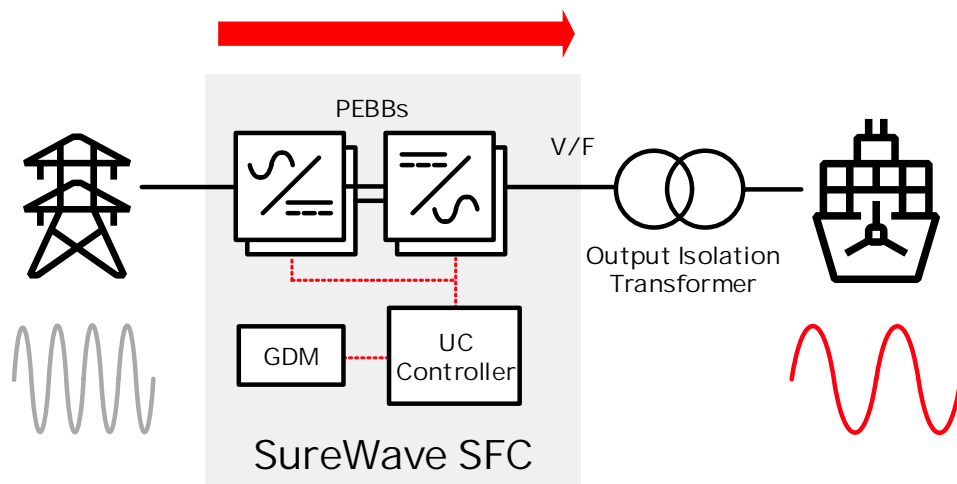 PEBBs
V/F
Output Isolation
Transformer
GDM
UC
Controller
SureWave SFC